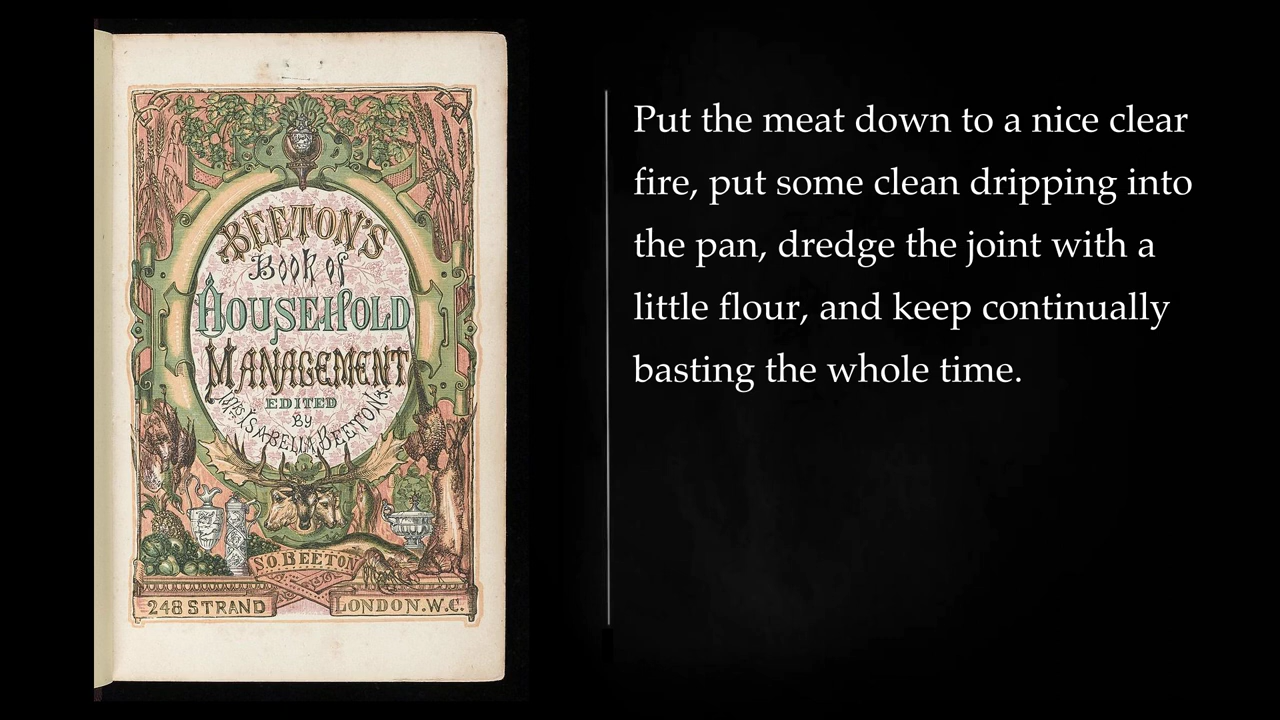 BEETON'S
Book of
HOUSEHOLD
MANAGEMENT
EDITED
BY
MRS ISABELLA BEETON
S.O. BEETON
248 STRAND
LONDON. W.C.
Put the meat down to a nice clear
fire, put some clean dripping into
the pan, dredge the joint with a
little flour, and keep continually
basting the whole time.